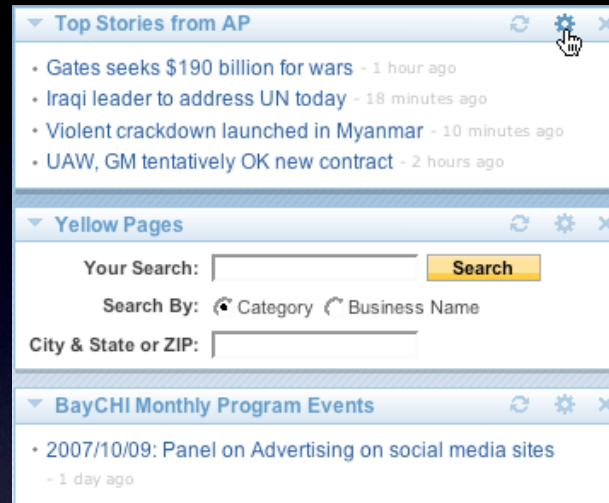 Top Stories from AP
• Gates seeks $190 billion for wars - 1 hour ago
• Iraqi leader to address UN today - 18 minutes ago
• Violent crackdown launched in Myanmar - 10 minutes ago
• UAW, GM tentatively OK new contract - 2 hours ago
Yellow Pages
Your Search: Search
Search By: Category Business Name
City & State or ZIP:
BayCHI Monthly Program Events
• 2007/10/09: Panel on Advertising on social media sites
- 1 day ago